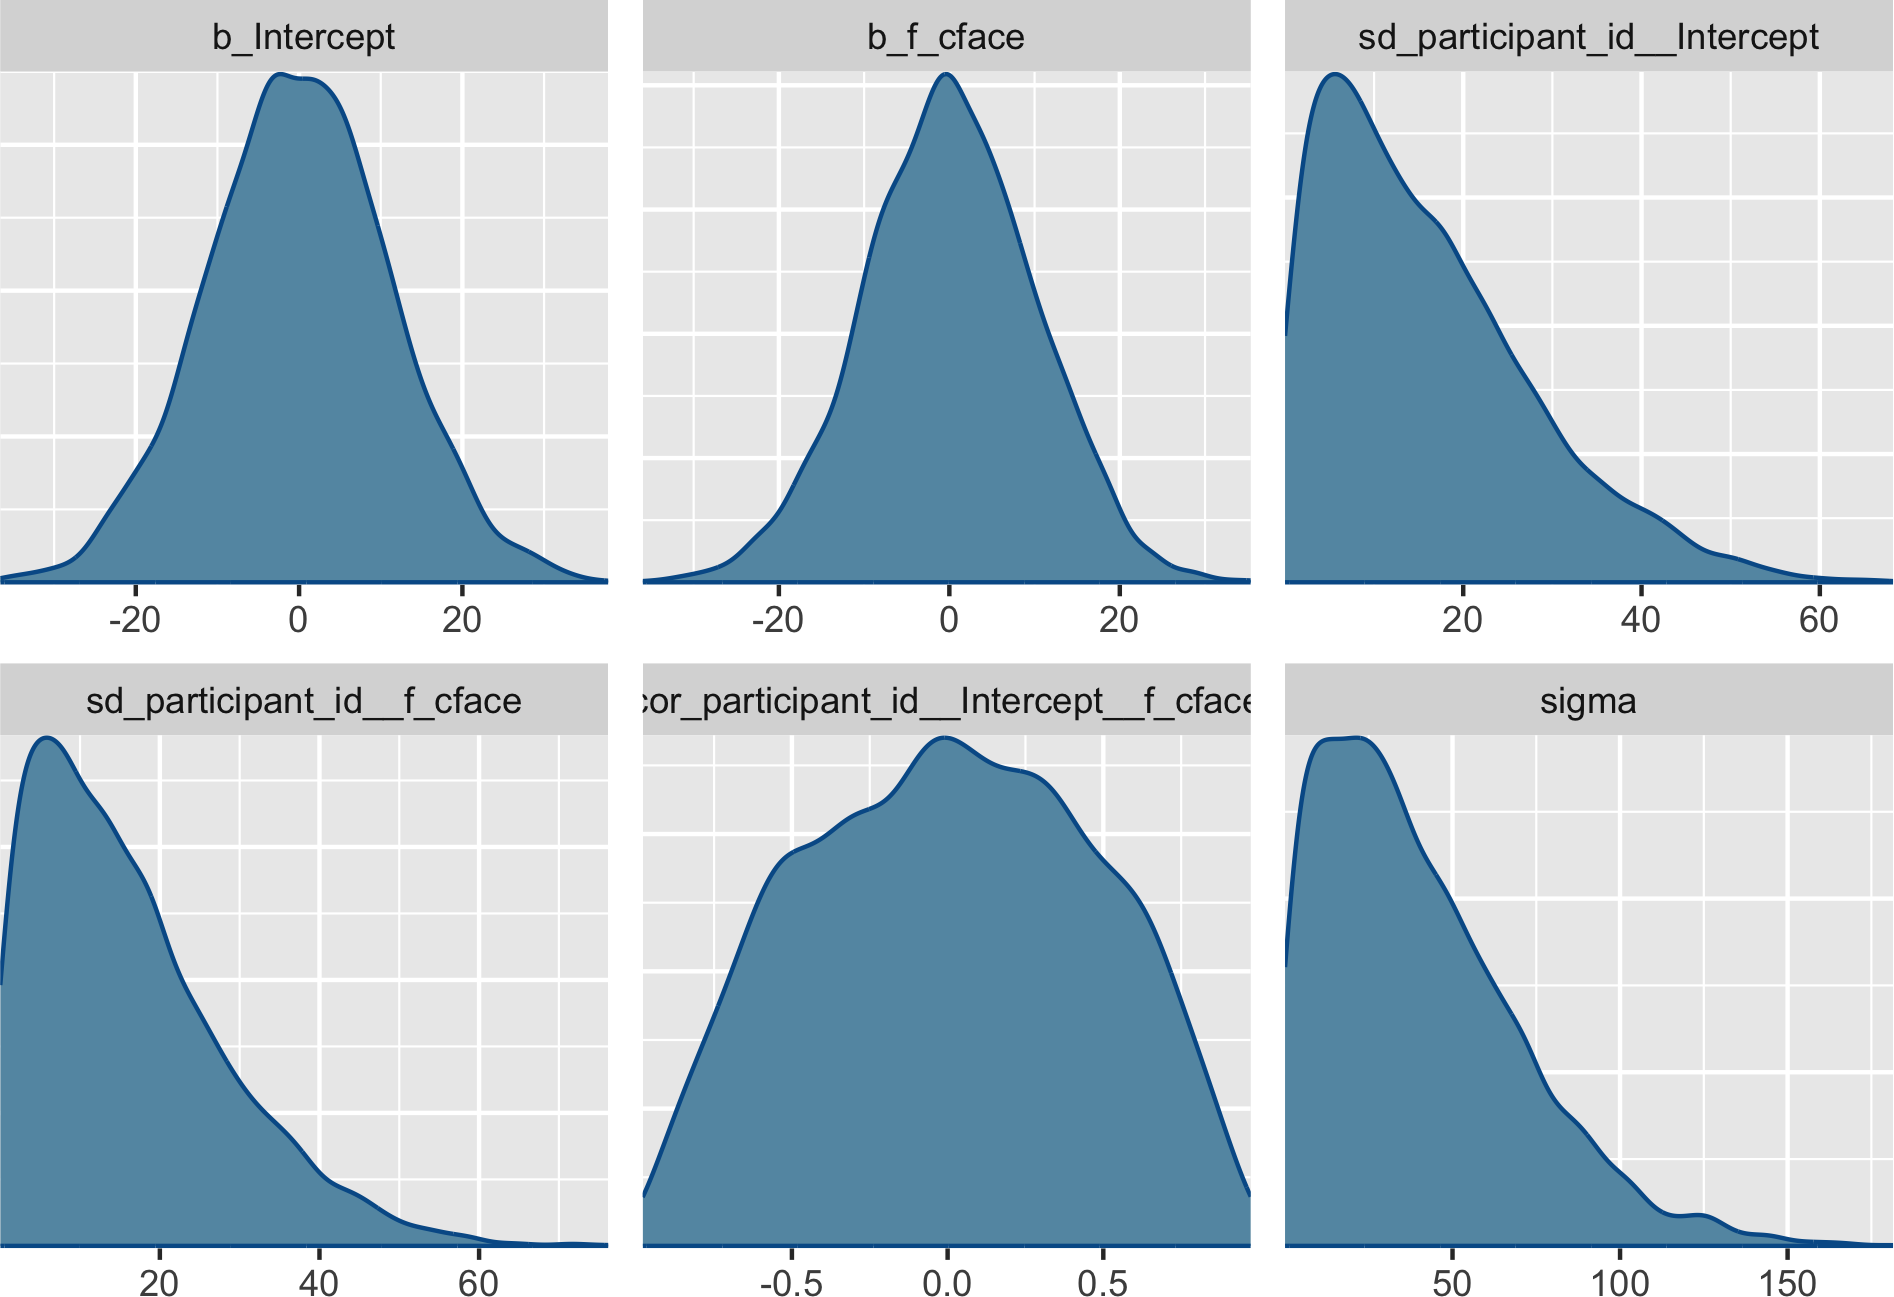 b_Intercept
b_f_cface
sd_participant_id__Intercept
-20 0 20
-20 0 20
20 40 60
sd_participant_id__f_cface
cor_participant_id__Intercept__f_cface
sigma
20 40 60
-0.5 0.0 0.5
50 100 150